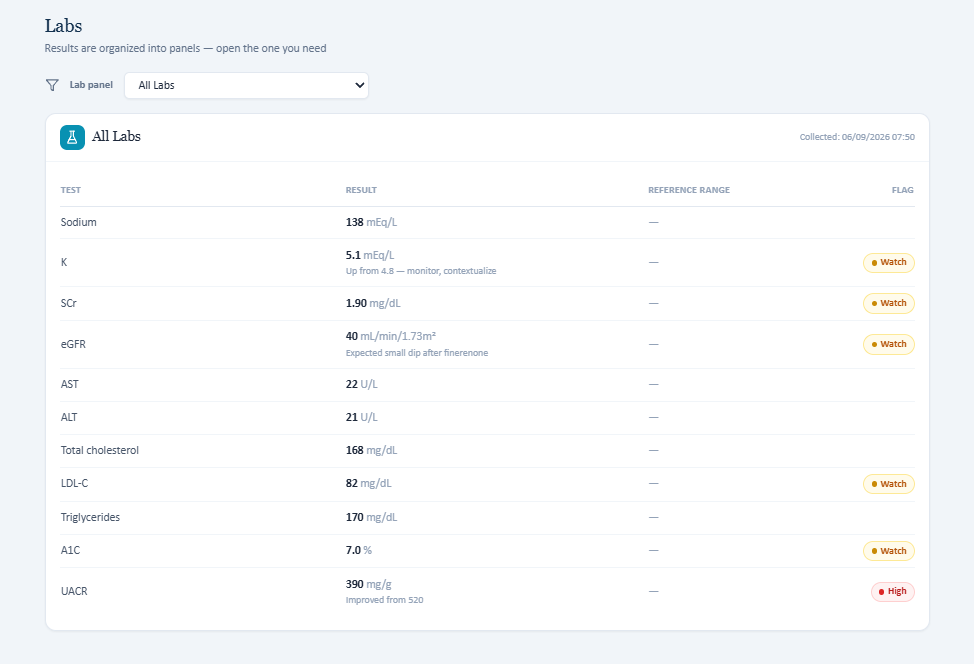 Labs
Results are organized into panels — open the one you need
Lab panel All Labs
All Labs Collected: 06/09/2026 07:50
TEST RESULT REFERENCE RANGE FLAG
Sodium 138 mEq/L —
K 5.1 mEq/L — Watch
Up from 4.8 — monitor, contextualize
SCr 1.90 mg/dL — Watch
eGFR 40 mL/min/1.73m² — Watch
Expected small dip after finerenone
AST 22 U/L —
ALT 21 U/L —
Total cholesterol 168 mg/dL —
LDL-C 82 mg/dL — Watch
Triglycerides 170 mg/dL —
A1C 7.0 % — Watch
UACR 390 mg/g — High
Improved from 520